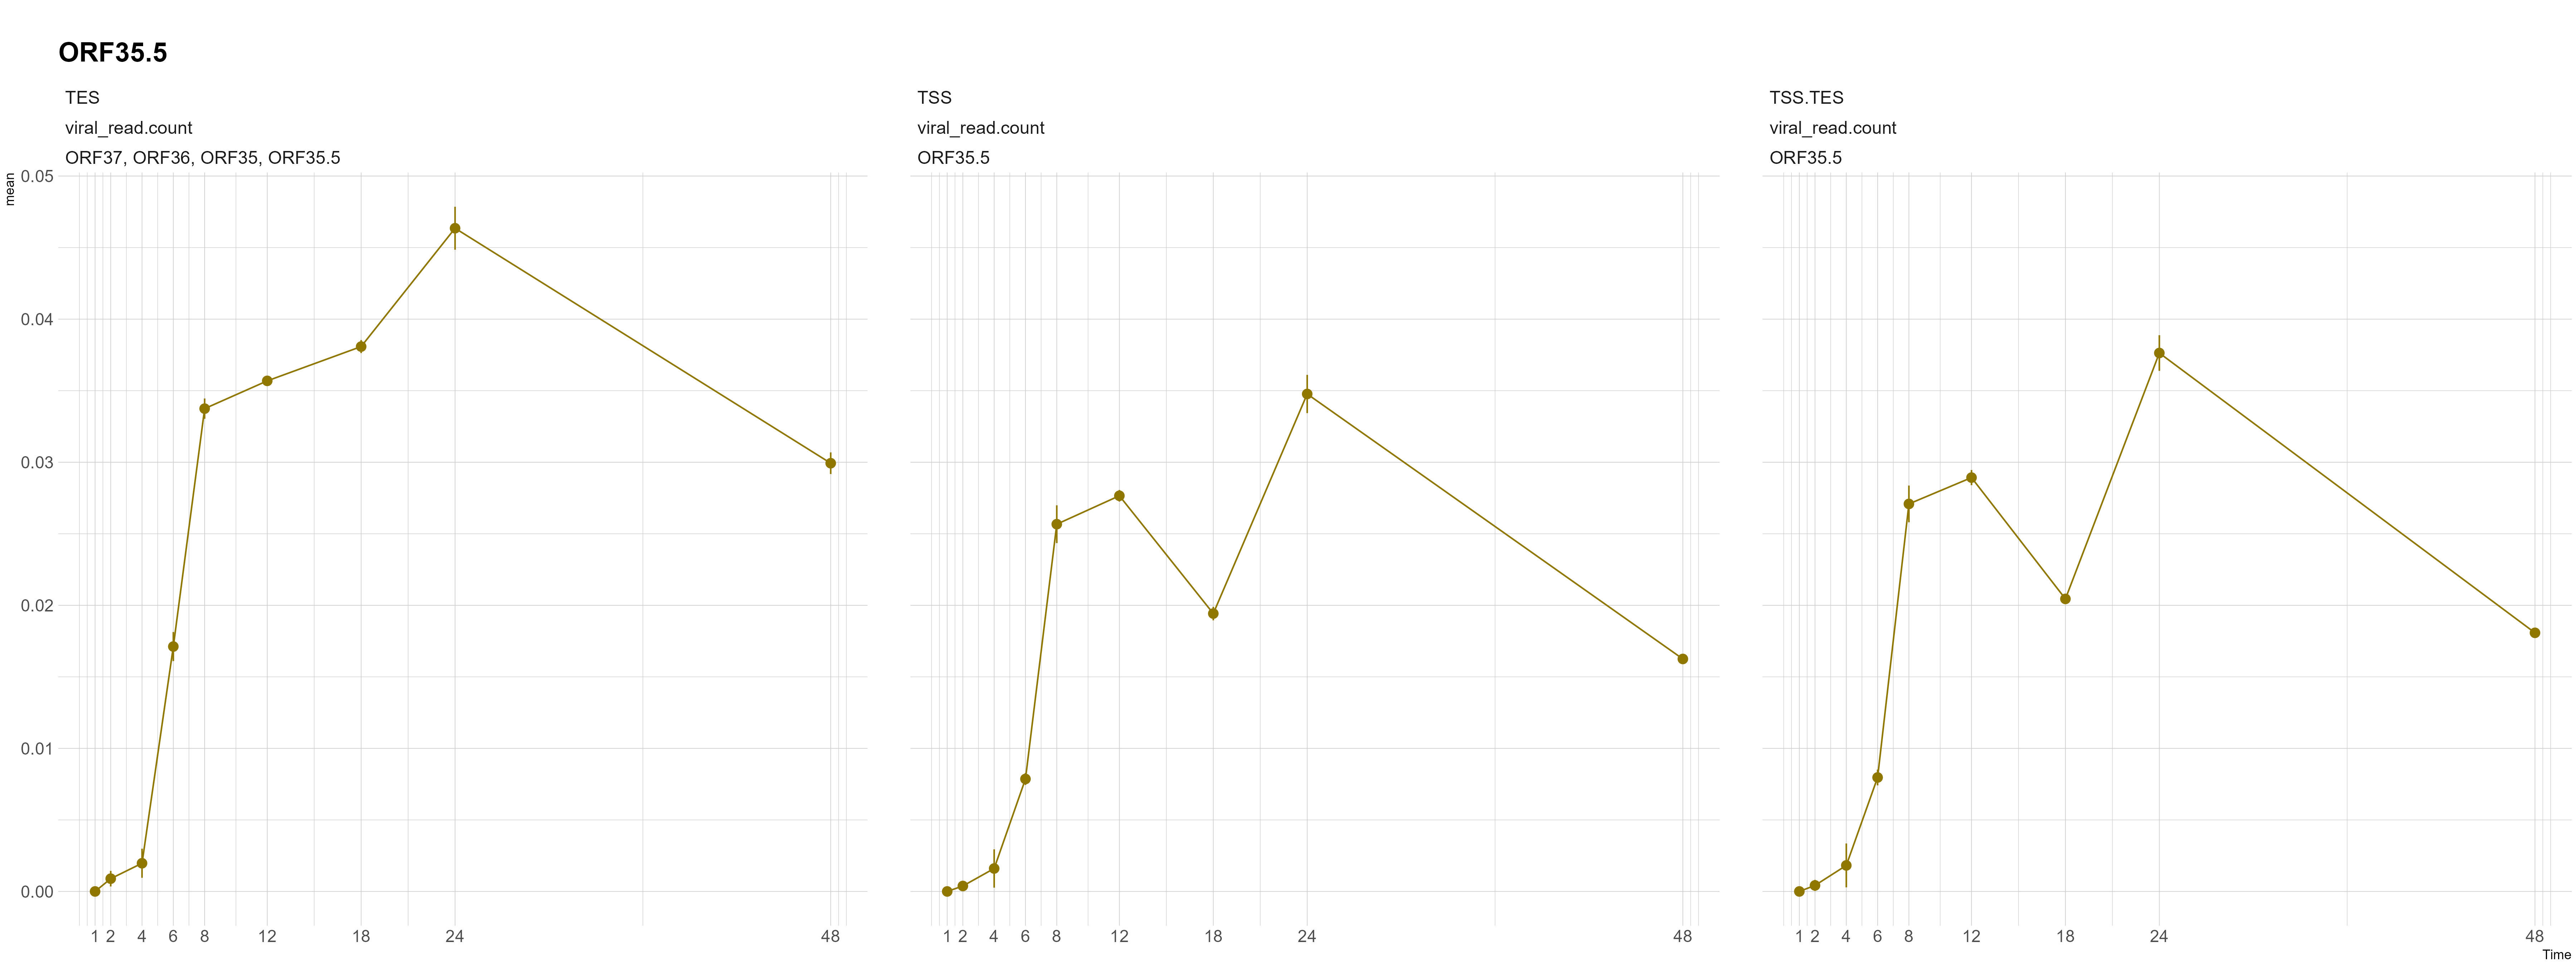 ORF35.5
TES
viral_read.count
ORF37, ORF36, ORF35, ORF35.5
TSS
viral_read.count
ORF35.5
TSS.TES
viral_read.count
ORF35.5
mean
0.05
0.04
0.03
0.02
0.01
0.00
1 2 4 6 8 12 18 24 48
1 2 4 6 8 12 18 24 48
1 2 4 6 8 12 18 24 48
Time